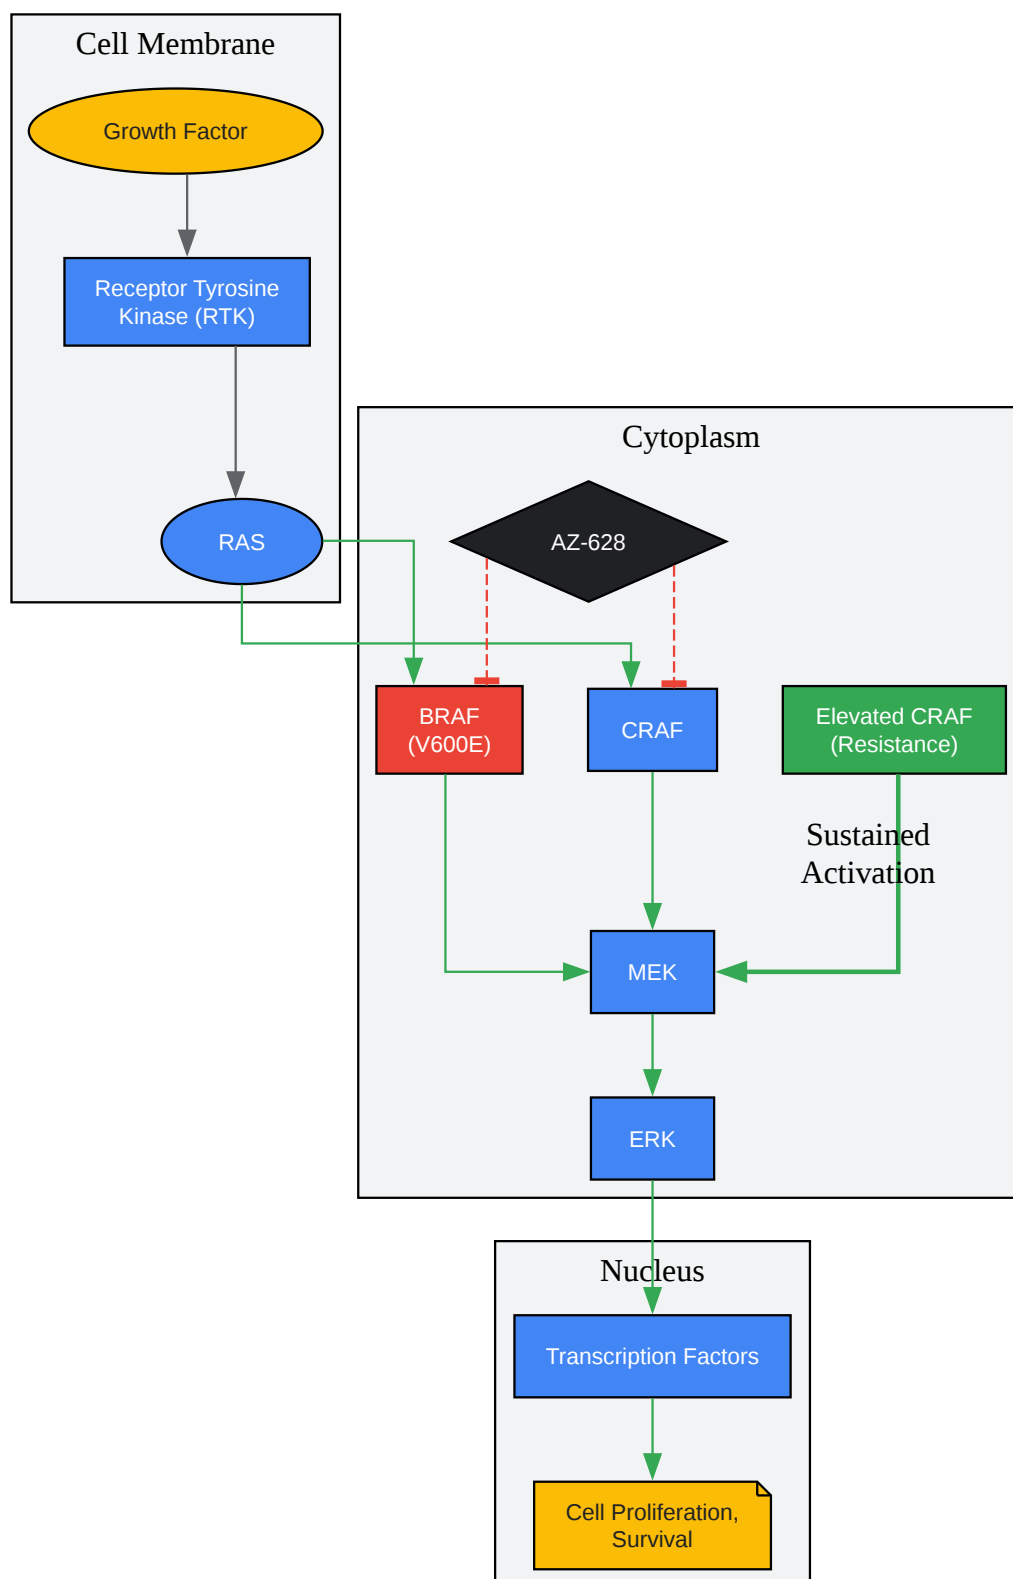 Cell Membrane
Growth Factor
Receptor Tyrosine
Kinase (RTK)
RAS
Cytoplasm
AZ-628
BRAF
(V600E)
CRAF
Elevated CRAF
(Resistance)
Sustained
Activation
MEK
ERK
Nucleus
Transcription Factors
Cell Proliferation,
Survival